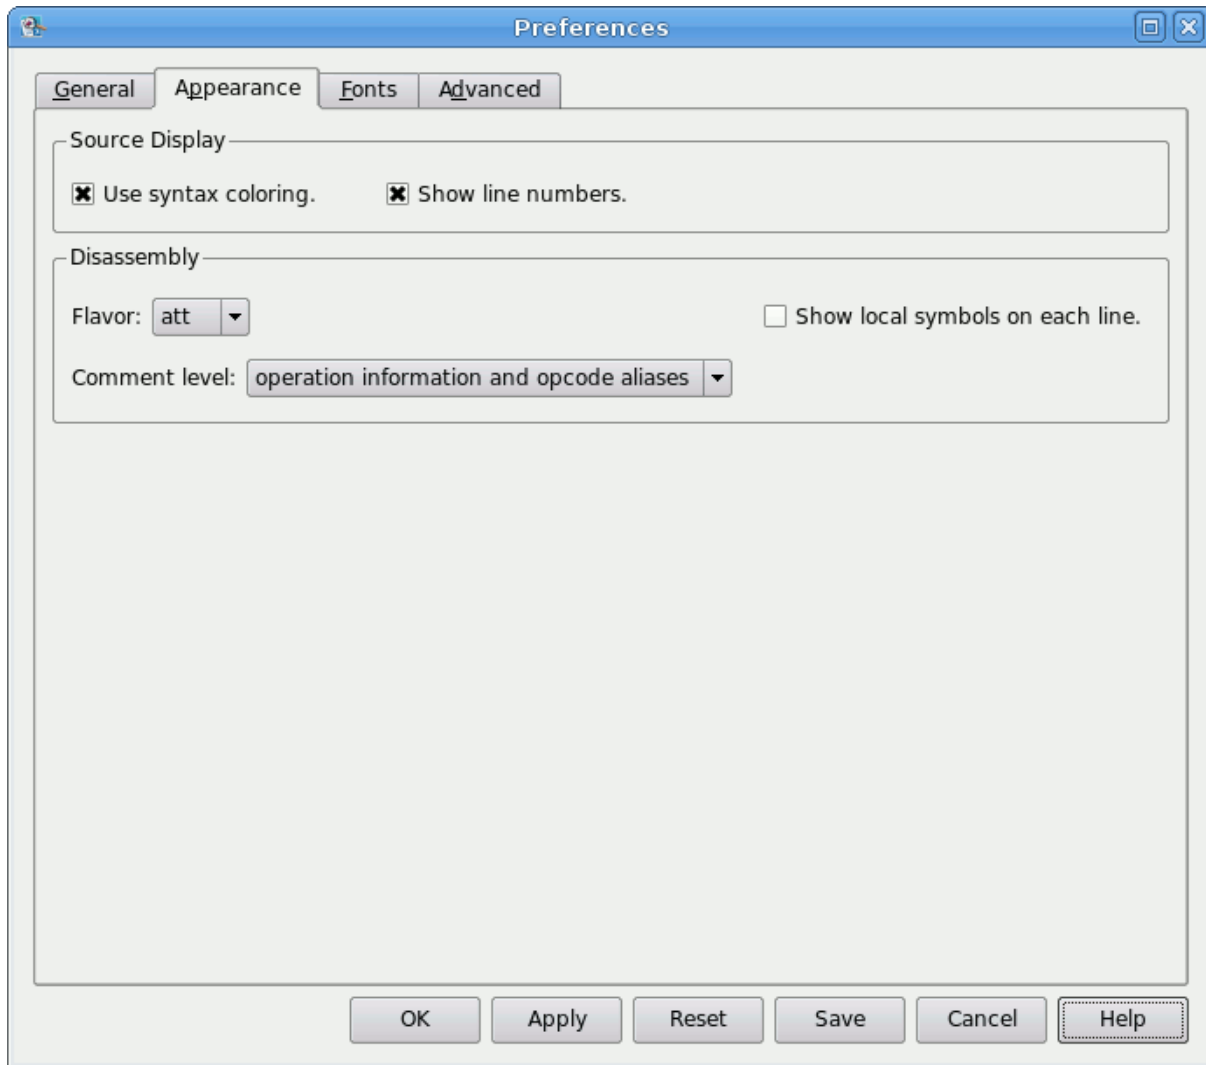 Preferences
General Appearance Fonts Advanced
Source Display
Use syntax coloring. Show line numbers.
Disassembly
Flavor: att Show local symbols on each line.
Comment level: operation information and opcode aliases
OK Apply Reset Save Cancel Help